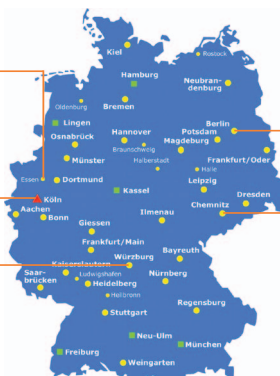 Kiel
Rostock
Hamburg
Neubran-
denburg
Oldenburg
Bremen
Lingen
Osnabrück
Hannover
Braunschweig
Berlin
Potsdam
Magdeburg
Münster
Halberstadt
Frankfurt/Oder
Essen
Dortmund
Halle
Leipzig
Kassel
Köln
Aachen
Bonn
Dresden
Chemnitz
Giessen
Ilmenau
Frankfurt/Main
Würzburg
Bayreuth
Kaiserslautern
Saar-
brücken
Ludwigshafen
Heidelberg
Nürnberg
Heilbronn
Stuttgart
Regensburg
Neu-Ulm
München
Freiburg
Weingarten